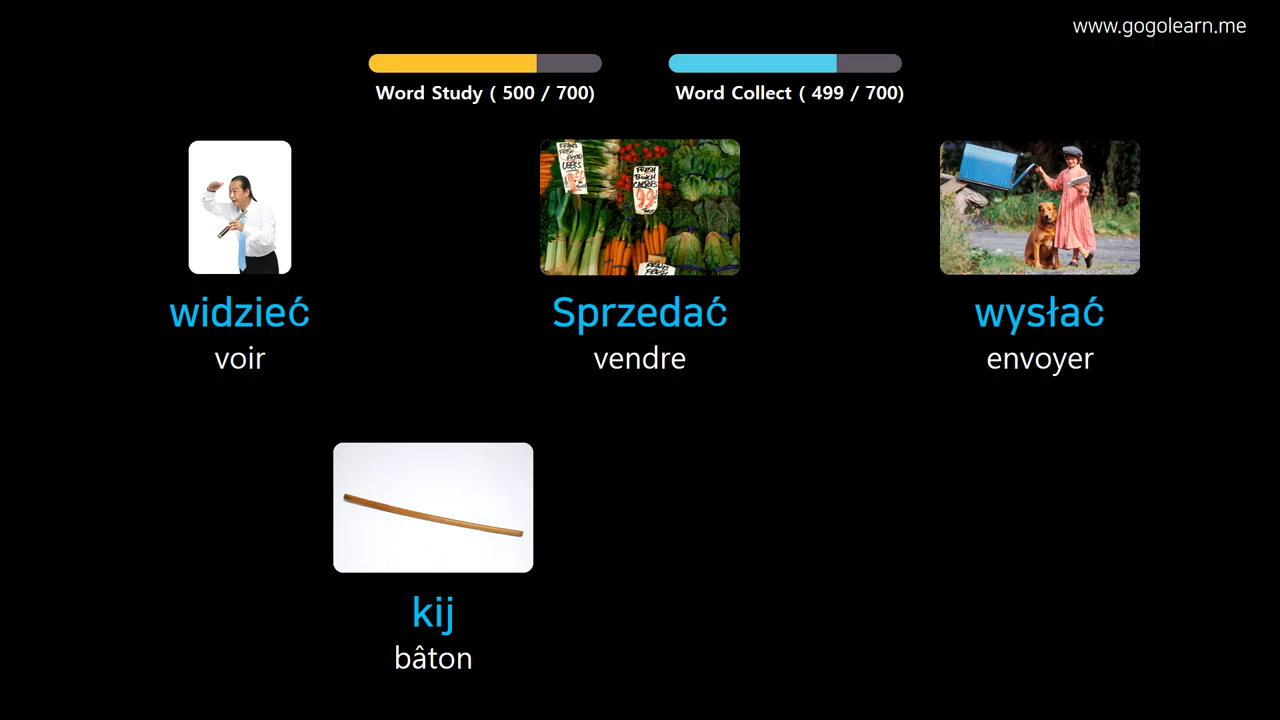 www.gogolearn.me
Word Study ( 500 / 700)
Word Collect ( 499 / 700)
widzieć
voir
Sprzedać
vendre
wysłać
envoyer
kij
bâton